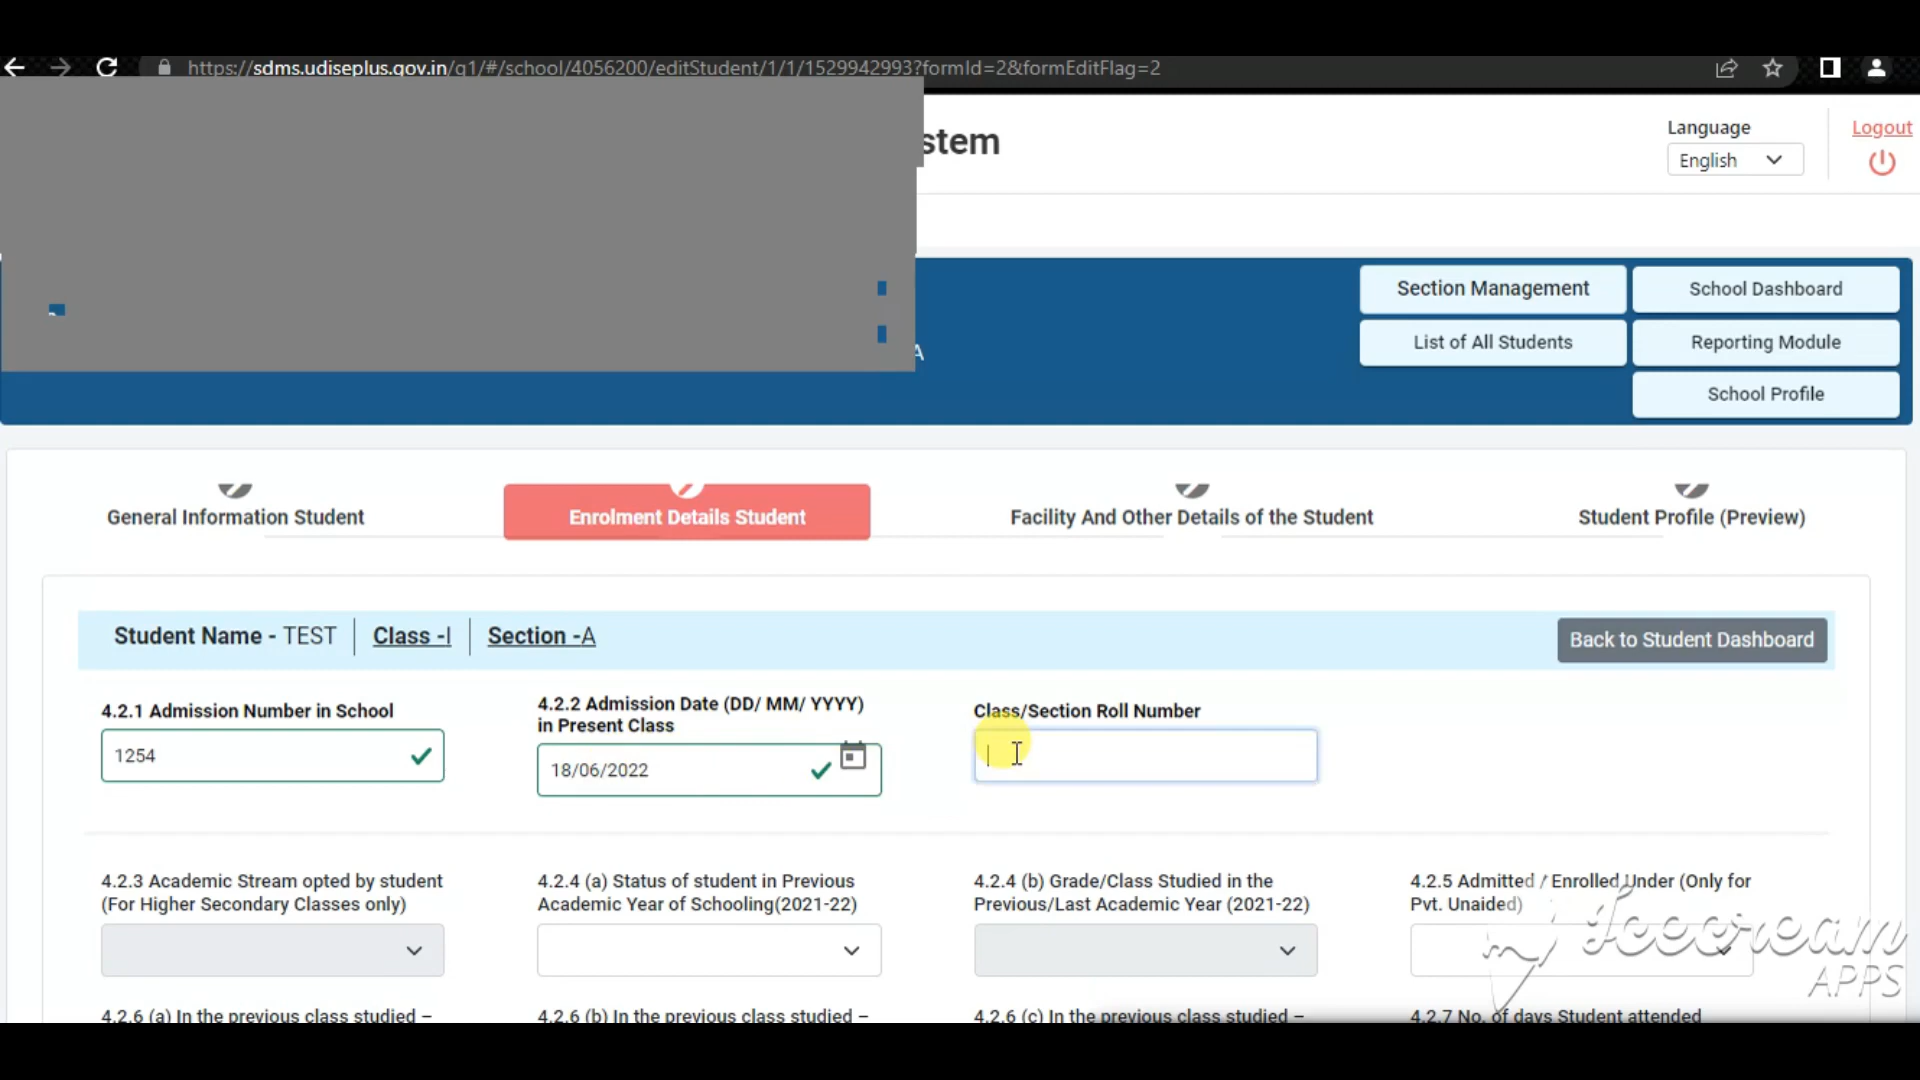 https://sdms.udiseplus.gov.in/g1/#/school/4056200/editStudent/1/1/1529942993?formId=2&formEditFlag=2
stem
Language
English
Logout
A
Section Management
School Dashboard
List of All Students
Reporting Module
School Profile
General Information Student
Enrolment Details Student
Facility And Other Details of the Student
Student Profile (Preview)
Student Name - TEST
Class -I
Section -A
Back to Student Dashboard
4.2.1 Admission Number in School
1254
4.2.2 Admission Date (DD/ MM/ YYYY)
in Present Class
18/06/2022
Class/Section Roll Number
4.2.3 Academic Stream opted by student
(For Higher Secondary Classes only)
4.2.4 (a) Status of student in Previous
Academic Year of Schooling(2021-22)
4.2.4 (b) Grade/Class Studied in the
Previous/Last Academic Year (2021-22)
4.2.5 Admitted / Enrolled Under (Only for
Pvt. Unaided)
4.2.6 (a) In the previous class studied –
4.2.6 (b) In the previous class studied –
4.2.6 (c) In the previous class studied –
4.2.7 No. of days Student attended
Icecream
APPS